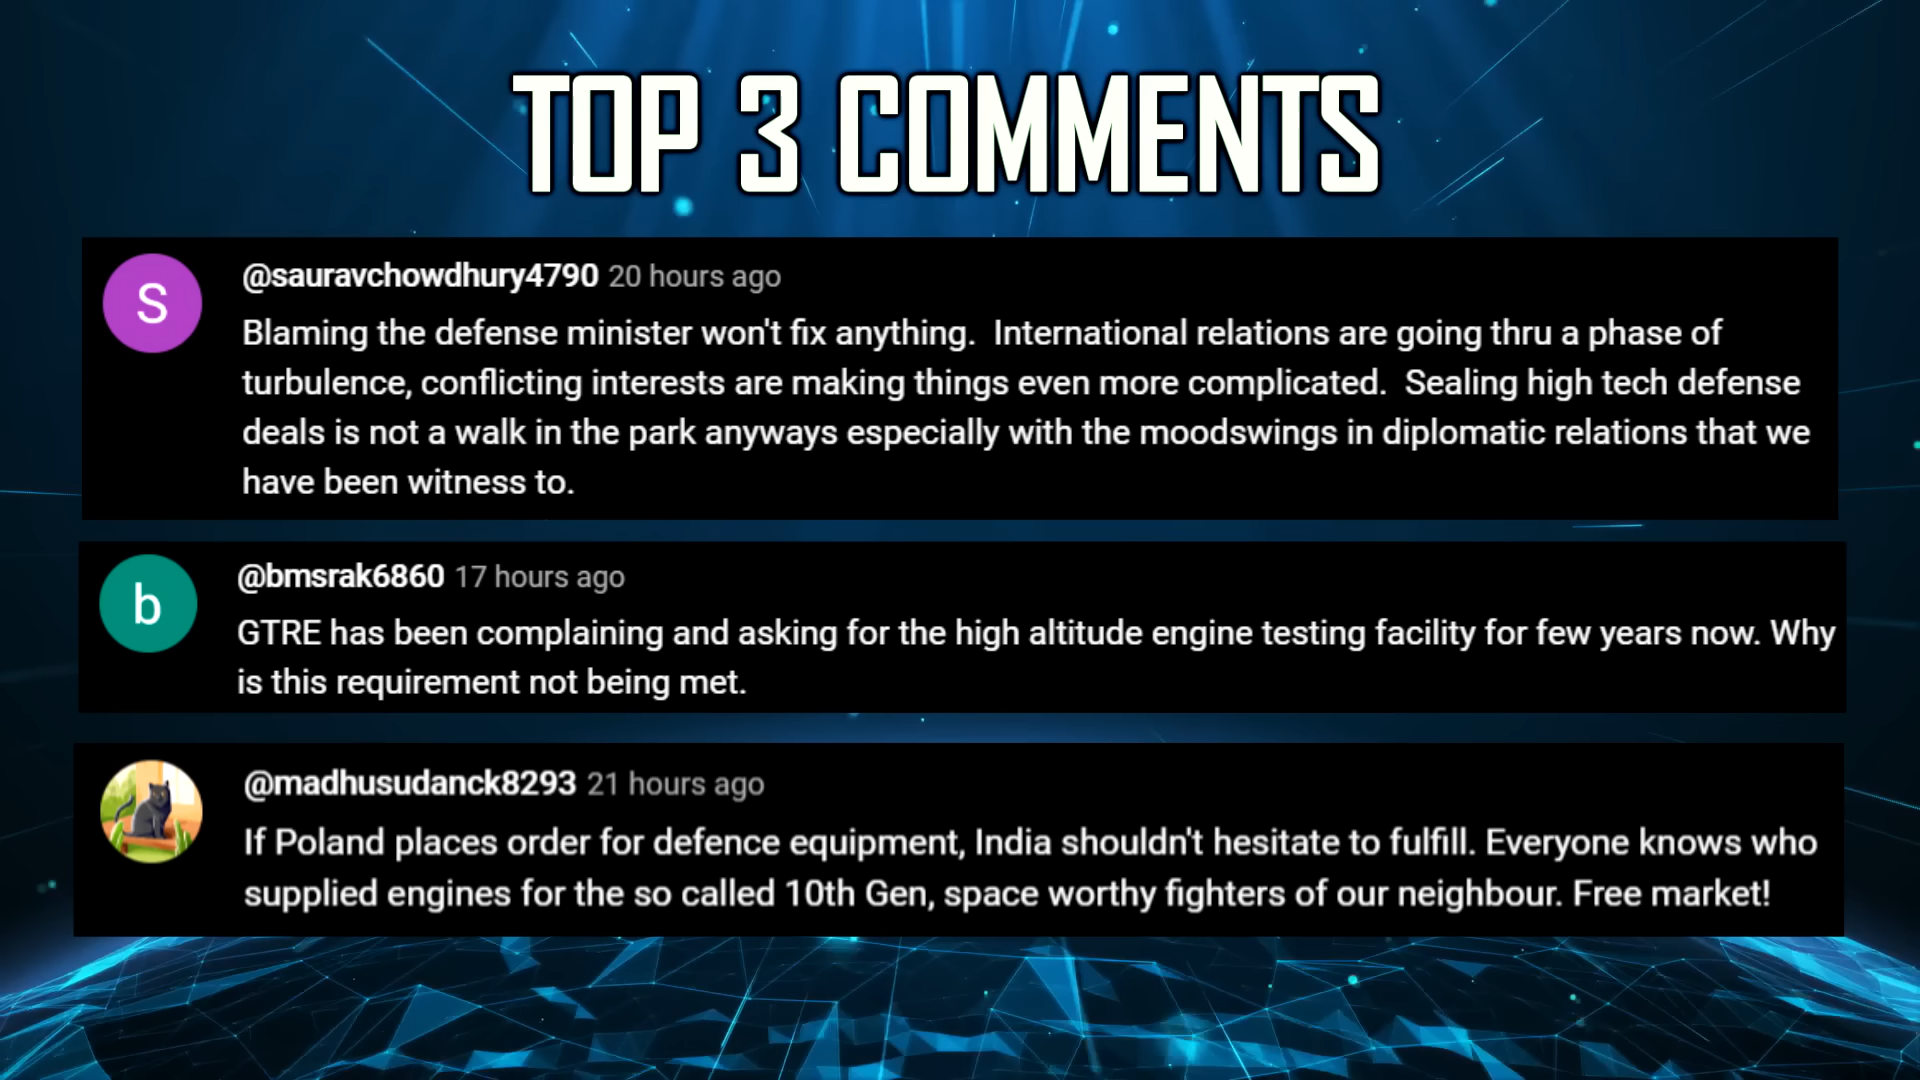 TOP 3 COMMENTS
S
@sauravchowdhury4790 20 hours ago
Blaming the defense minister won't fix anything.  International relations are going thru a phase of
turbulence, conflicting interests are making things even more complicated.  Sealing high tech defense
deals is not a walk in the park anyways especially with the moodswings in diplomatic relations that we
have been witness to.
b
@bmsrak6860 17 hours ago
GTRE has been complaining and asking for the high altitude engine testing facility for few years now. Why
is this requirement not being met.
@madhusudanck8293 21 hours ago
If Poland places order for defence equipment, India shouldn't hesitate to fulfill. Everyone knows who
supplied engines for the so called 10th Gen, space worthy fighters of our neighbour. Free market!